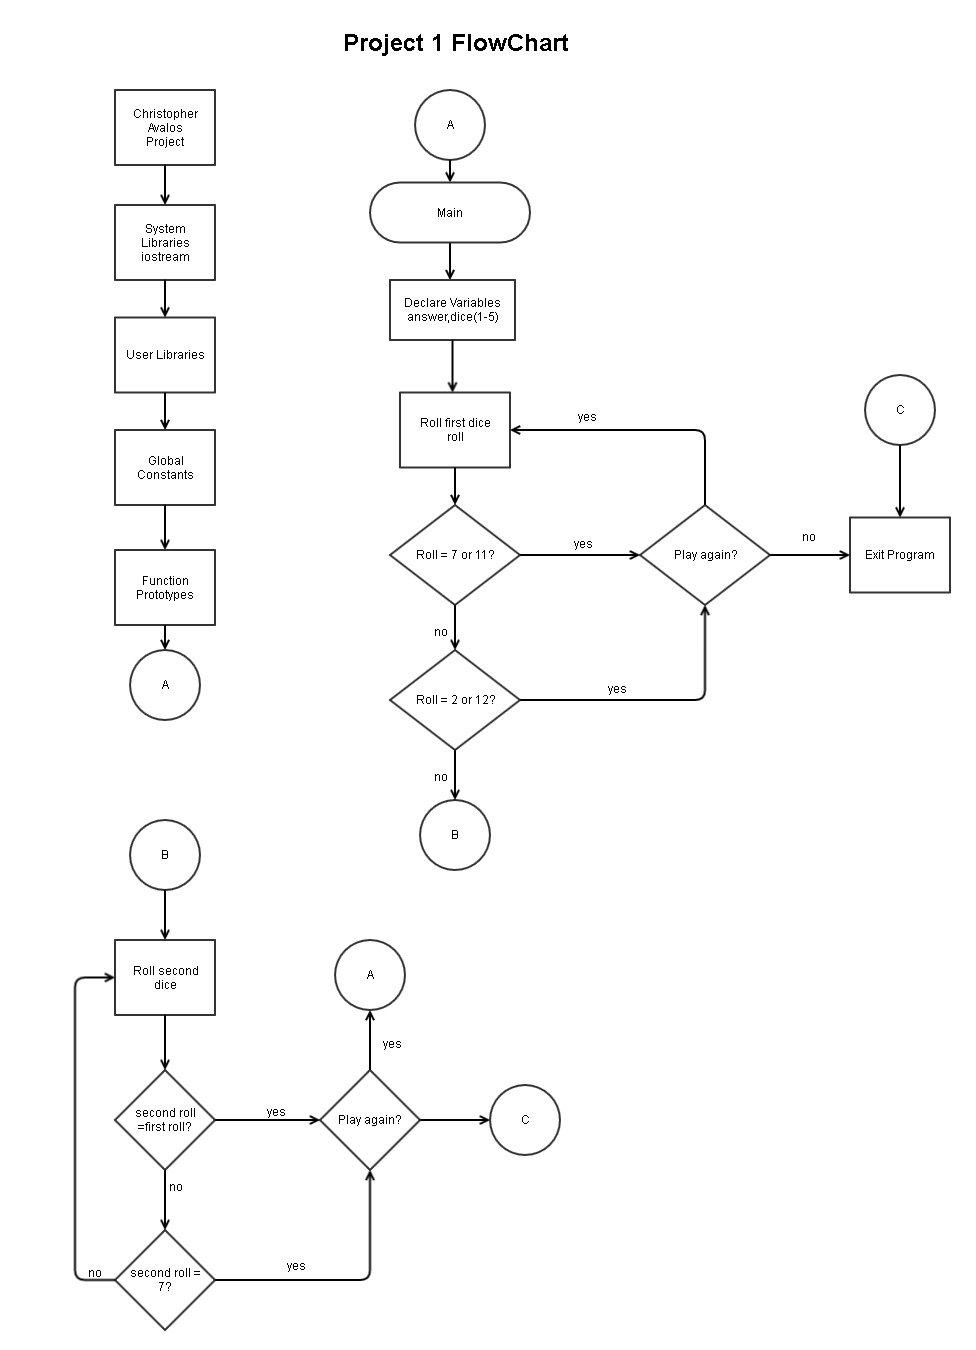 Project 1 FlowChart
Christopher
Avalos
Project
System
Libraries
iostream
User Libraries
Global
Constants
Function
Prototypes
A
A
Main
Declare Variables
answer,dice(1-5)
Roll first dice
roll
yes
Roll = 7 or 11?
yes
Play again?
no
C
Exit Program
no
Roll = 2 or 12?
yes
no
B
B
Roll second
dice
second roll
=first roll?
yes
Play again?
yes
A
C
no
second roll =
7?
yes
no